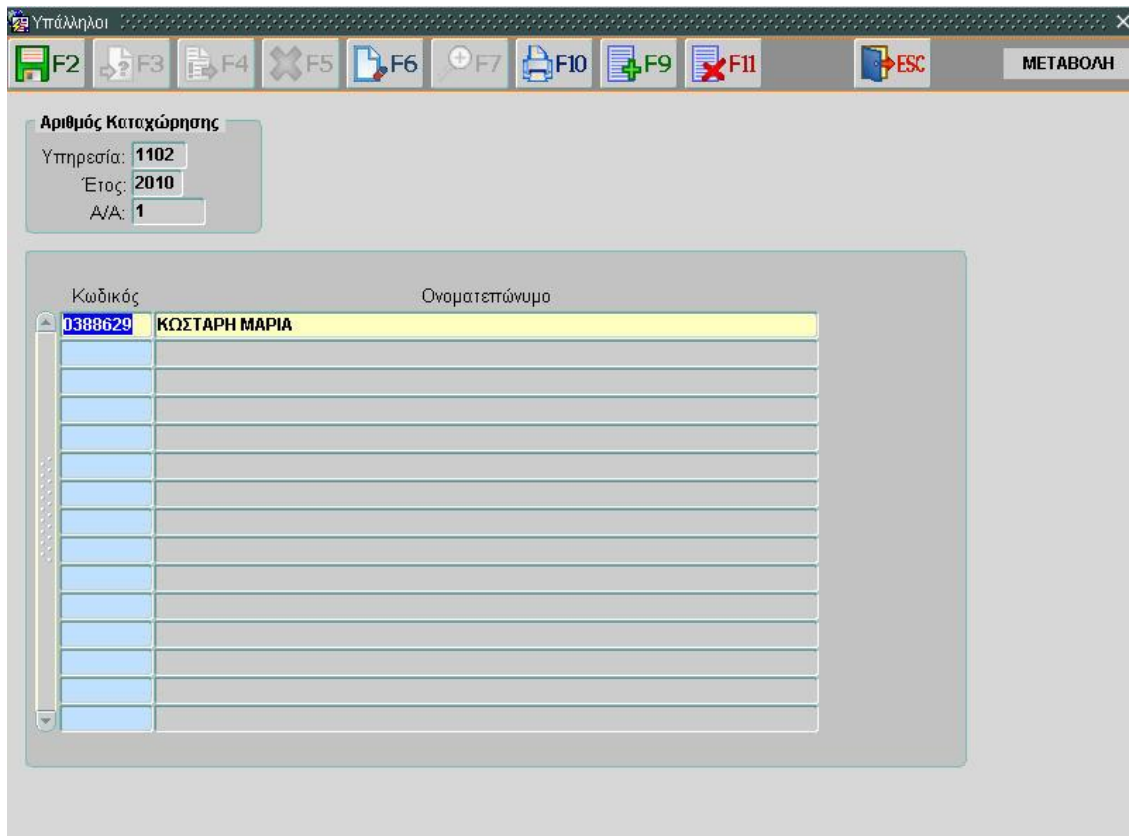 Υπάλληλοι
F2 F3 F4 F5 F6 F7 F10 F9 F11 ESC ΜΕΤΑΒΟΛΗ
Αριθμός Καταχώρησης
Υπηρεσία: 1102
Έτος: 2010
Α/Α: 1
Κωδικός Ονοματεπώνυμο
0388629 ΚΩΣΤΑΡΗ ΜΑΡΙΑ